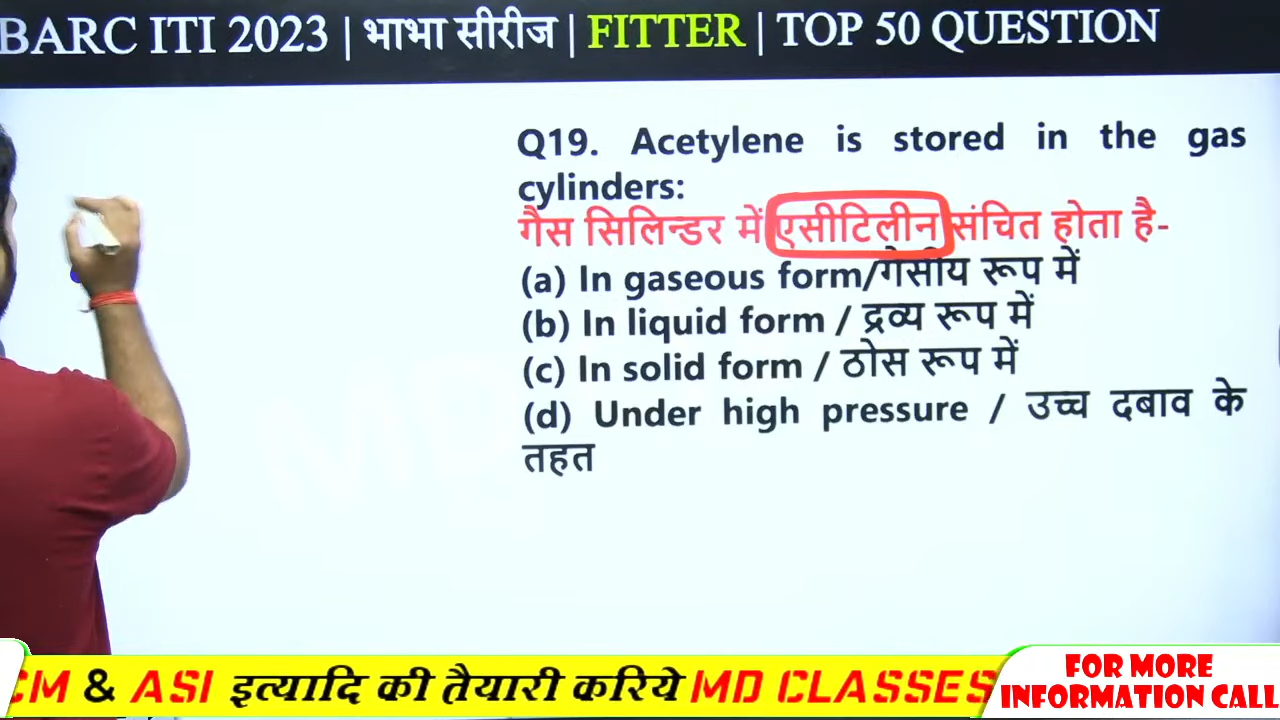 BARC ITI 2023 | भाभा सीरीज | FITTER | TOP 50 QUESTION
Q19. Acetylene is stored in the gas
cylinders:
गैस सिलिन्डर में एसीटिलीन संचित होता है-
(a) In gaseous form/गेसीय रूप में
(b) In liquid form / द्रव्य रूप में
(c) In solid form / ठोस रूप में
(d) Under high pressure / उच्च दबाव के
तहत
CM & ASI इत्यादि की तैयारी करिये MD CLASSES
FOR MORE
INFORMATION CALL